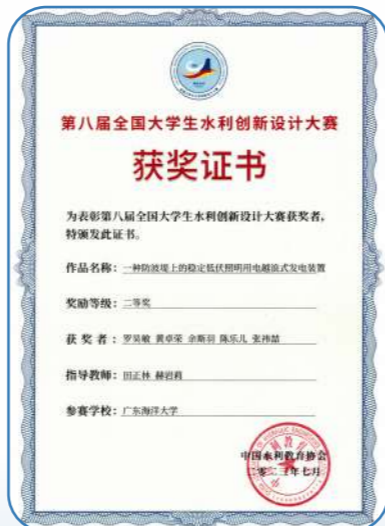 第八届全国大学生水利创新设计大赛
获奖证书
为表彰第八届全国大学生水利创新设计大赛获奖者,
特颁发此证书。
作品名称：一种防波堤上的稳定低伏照明用电越浪式发电装置
奖励等级：二等奖
获 奖 者：罗昊敏 黄卓荣 余斯羽 陈乐儿 张祎喆
指导教师：田正林 赫岩莉
参赛学校：广东海洋大学
中国水利教育协会
二〇二三年七月